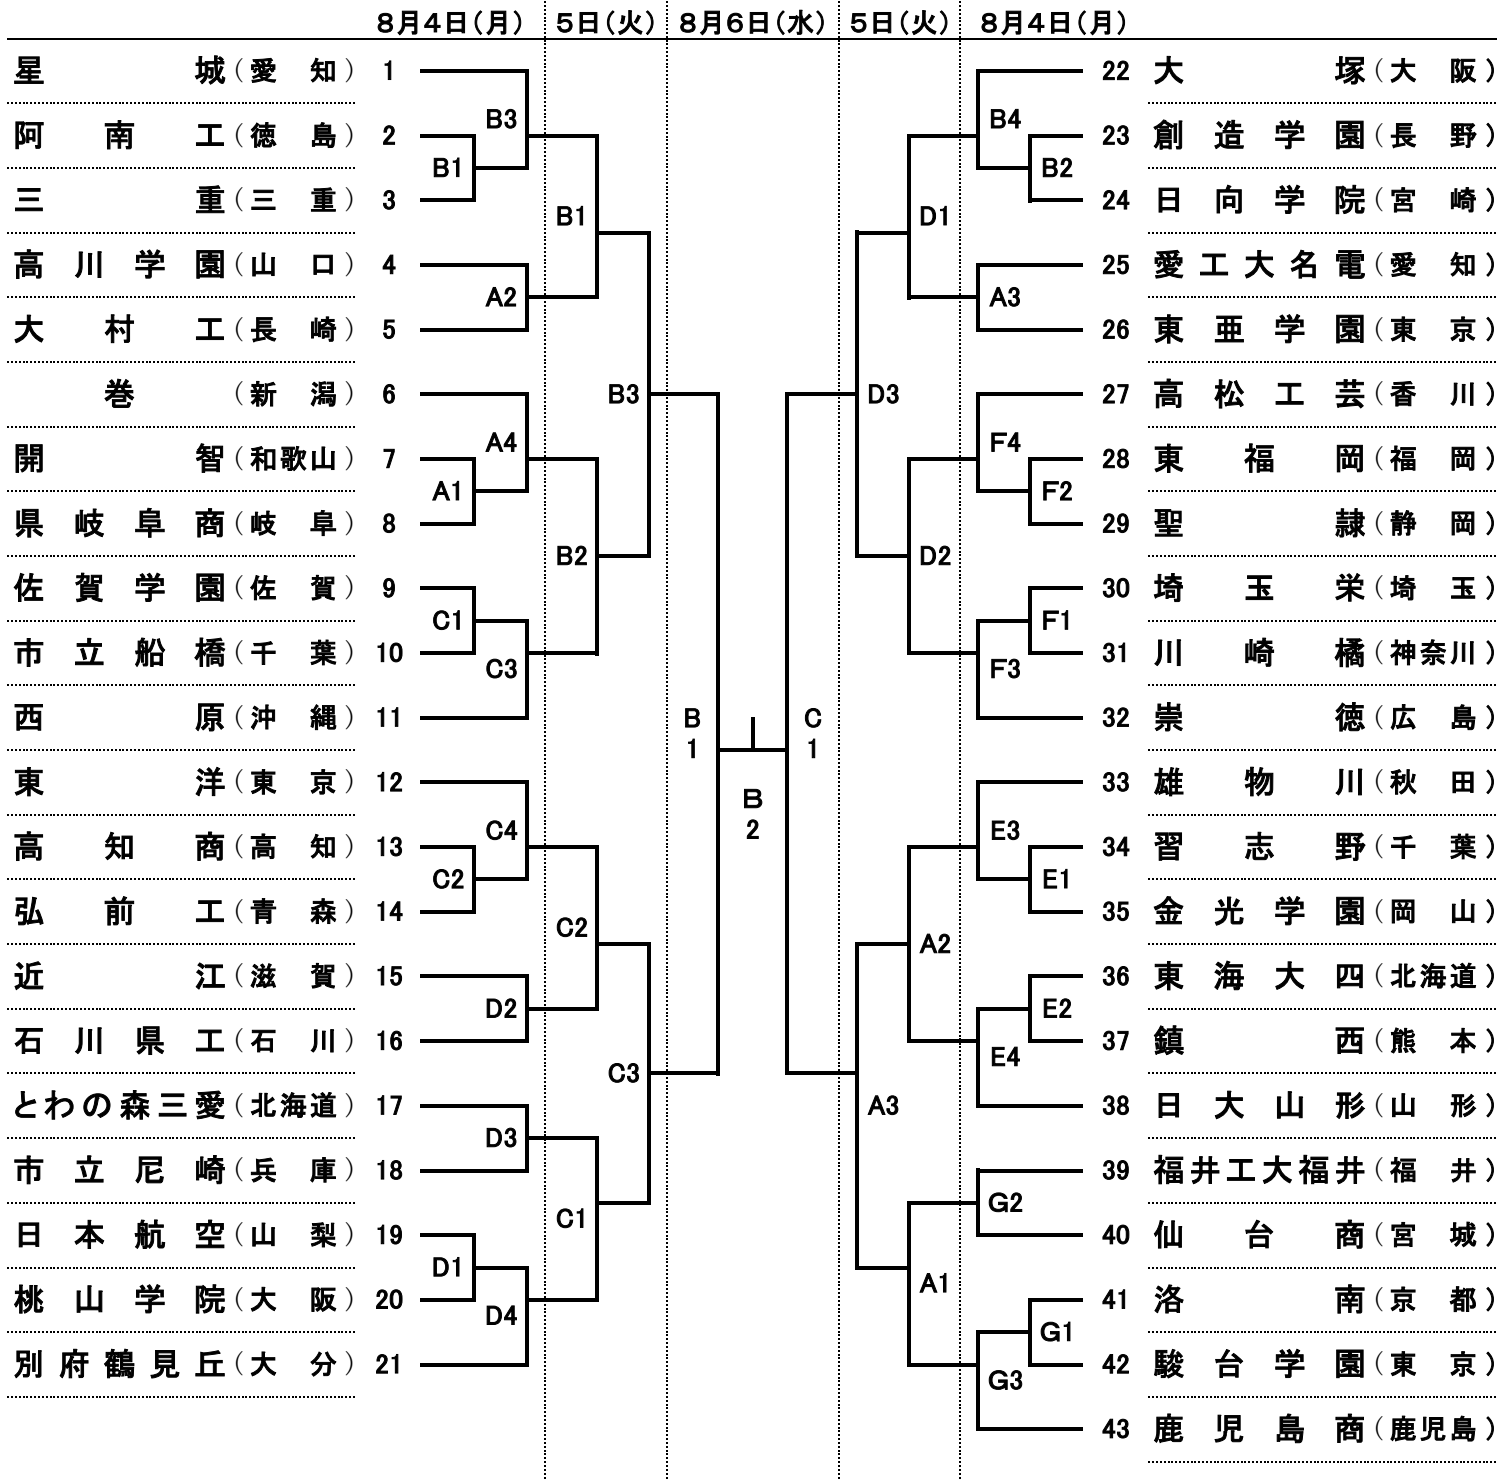 8月4日(月) 5日(火) 8月6日(水) 5日(火) 8月4日(月)
星城(愛知) 1
阿南工(徳島) 2
三重(三重) 3
高川学園(山口) 4
大村工(長崎) 5
巻(新潟) 6
開智(和歌山) 7
県岐阜商(岐阜) 8
佐賀学園(佐賀) 9
市立船橋(千葉) 10
西原(沖縄) 11
東洋(東京) 12
高知商(高知) 13
弘前工(青森) 14
近江(滋賀) 15
石川県工(石川) 16
とわの森三愛(北海道) 17
市立尼崎(兵庫) 18
日本航空(山梨) 19
桃山学院(大阪) 20
別府鶴見丘(大分) 21
B3
B1
A2
A4
A1
C1
C3
C4
C2
D2
D3
D1
D4
B1
B2
C2
C1
B3
C3
B
1
B
2
C
1
D3
A3
D1
D2
A2
A1
B4
B2
A3
F4
F2
F1
F3
E3
E1
E2
E4
G2
G1
G3
22 大塚(大阪)
23 創造学園(長野)
24 日向学院(宮崎)
25 愛工大名電(愛知)
26 東亜学園(東京)
27 高松工芸(香川)
28 東福岡(福岡)
29 聖隷(静岡)
30 埼玉栄(埼玉)
31 川崎橘(神奈川)
32 崇徳(広島)
33 雄物川(秋田)
34 習志野(千葉)
35 金光学園(岡山)
36 東海大四(北海道)
37 鎮西(熊本)
38 日大山形(山形)
39 福井工大福井(福井)
40 仙台商(宮城)
41 洛南(京都)
42 駿台学園(東京)
43 鹿児島商(鹿児島)